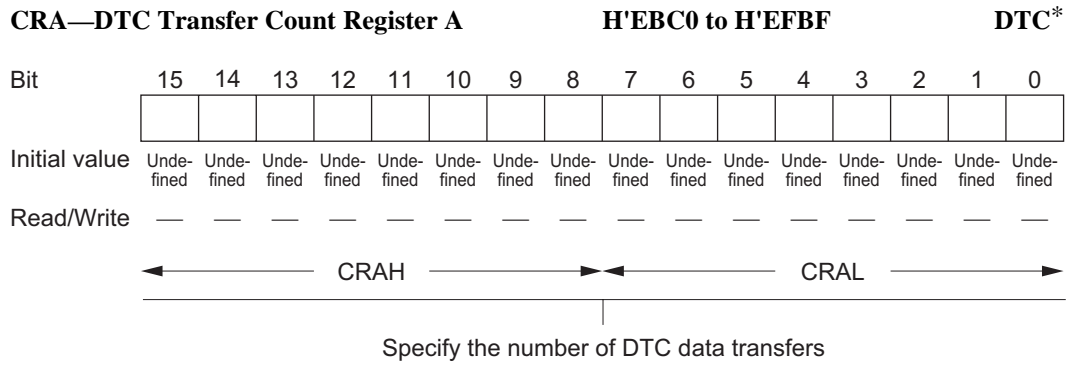 CRA—DTC Transfer Count Register A H'EBC0 to H'EFBF DTC*
Bit 15 14 13 12 11 10 9 8 7 6 5 4 3 2 1 0
Initial value Unde- Unde- Unde- Unde- Unde- Unde- Unde- Unde- Unde- Unde- Unde- Unde- Unde- Unde- Unde- Unde-
fined fined fined fined fined fined fined fined fined fined fined fined fined fined fined fined
Read/Write — — — — — — — — — — — — — — — —
CRAH CRAL
Specify the number of DTC data transfers